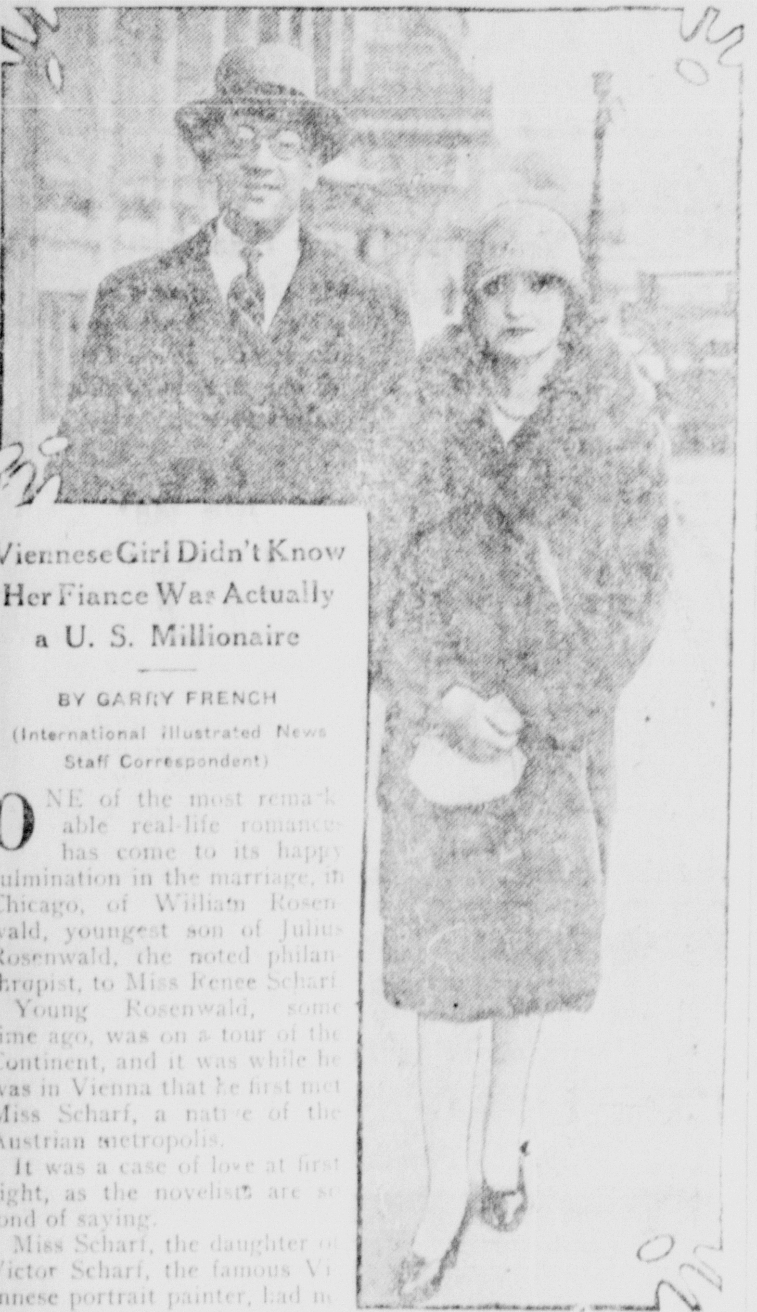 Viennese Girl Didn't Know
Her Fiance Was Actually
a U. S. Millionaire
BY GARRY FRENCH
(International Illustrated News
Staff Correspondent)
ONE of the most remark
able real-life romances
has come to its happy
ulmination in the marriage, in
Chicago, of William Rosen
wald, youngest son of Julius
Rosenwald, the noted philan
thropist, to Miss Renee Scharf
Young Rosenwald, some
time ago, was on a tour of the
Continent, and it was while he
was in Vienna that he first met
Miss Scharf, a native of the
Austrian metropolis.
It was a case of love at first
sight, as the novelists are so
fond of saying.
Miss Scharf, the daughter of
Victor Scharf, the famous Vi
ennese portrait painter, had